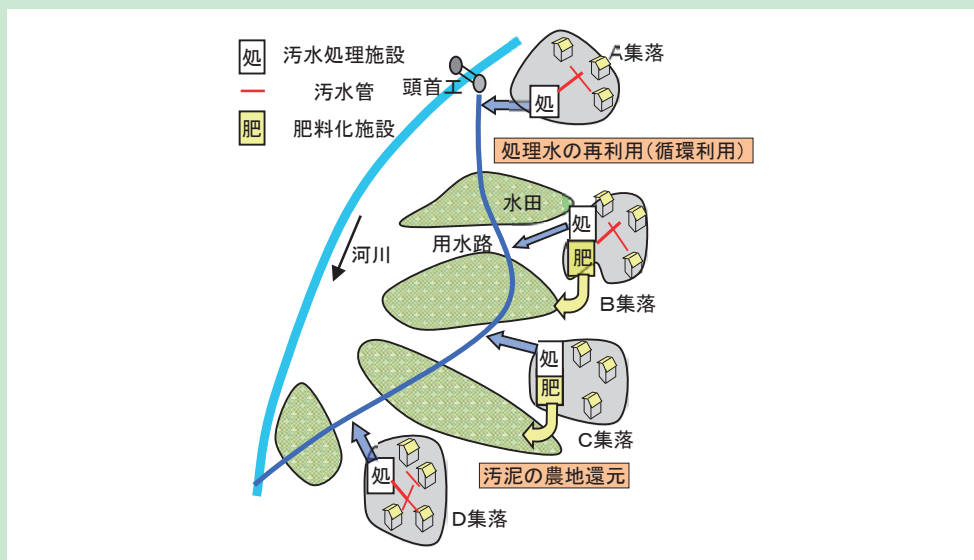 処 汚水処理施設
汚水管
肥 肥料化施設
頭首工
A集落
処
処理水の再利用(循環利用)
水田
処
用水路
肥
河川
B集落
処
肥
C集落
汚泥の農地還元
処
D集落